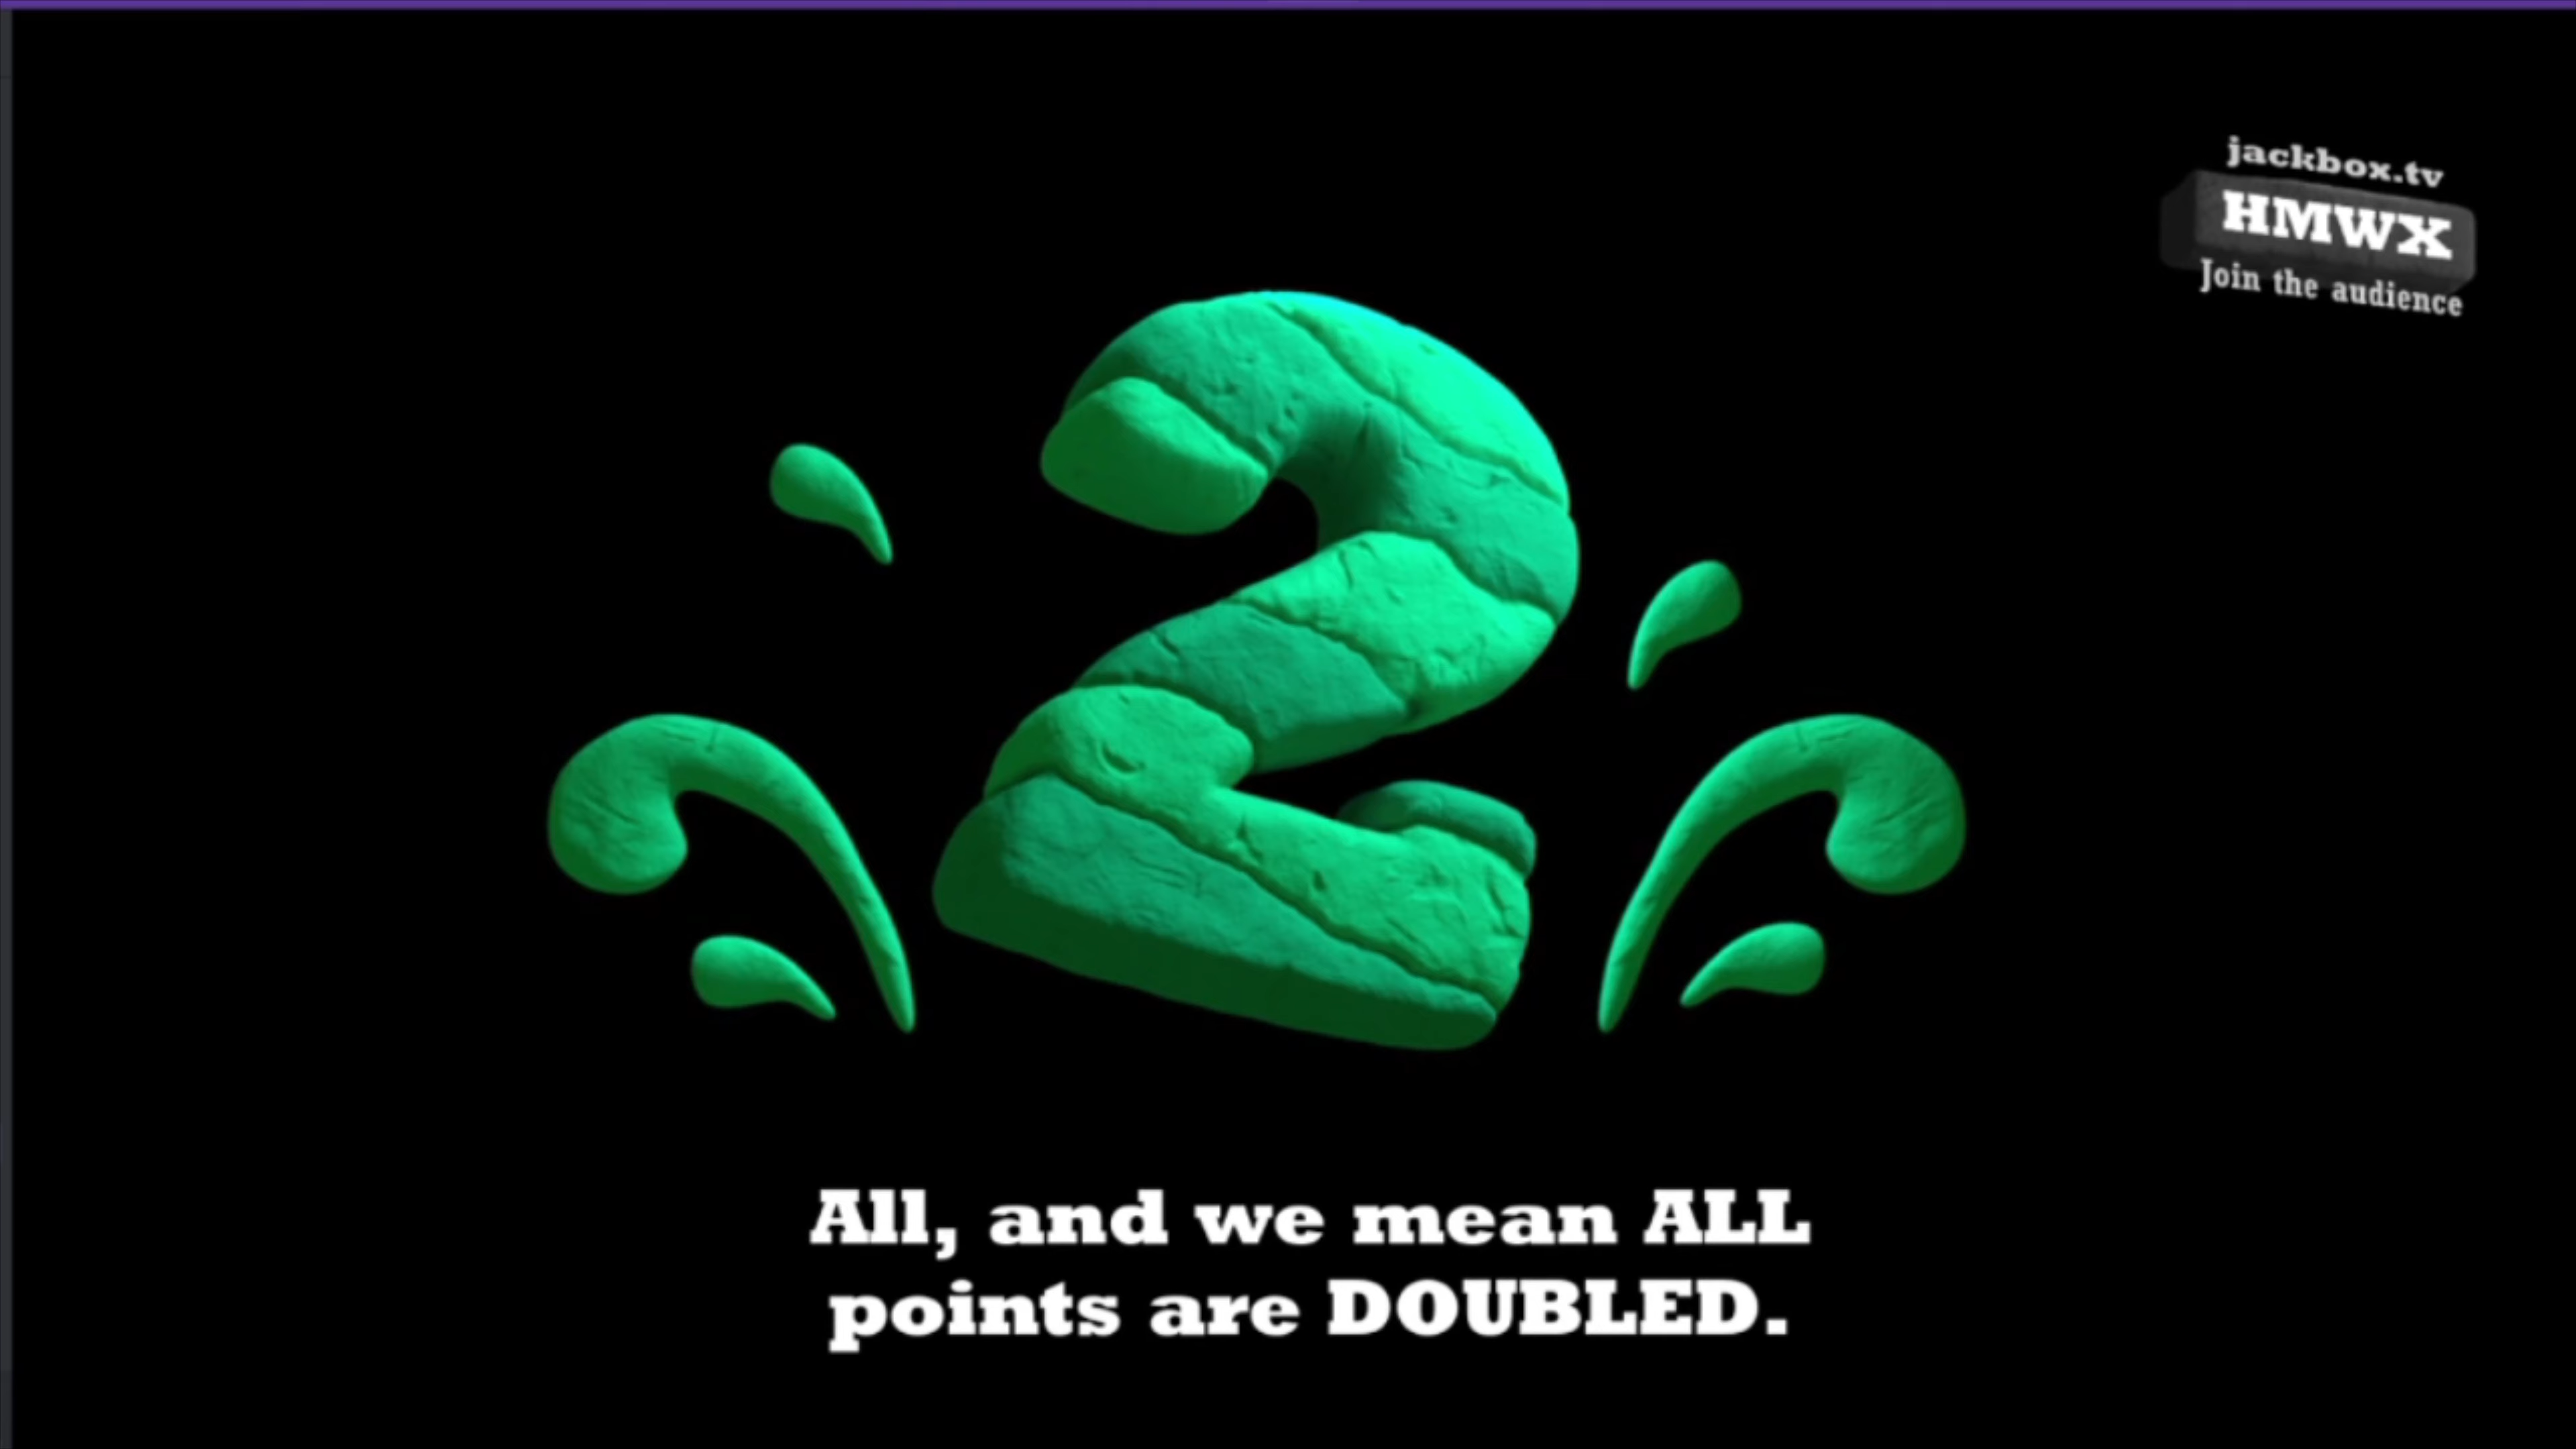 jackbox.tv
HMWX
Join the audience
2
All, and we mean ALL
points are DOUBLED.